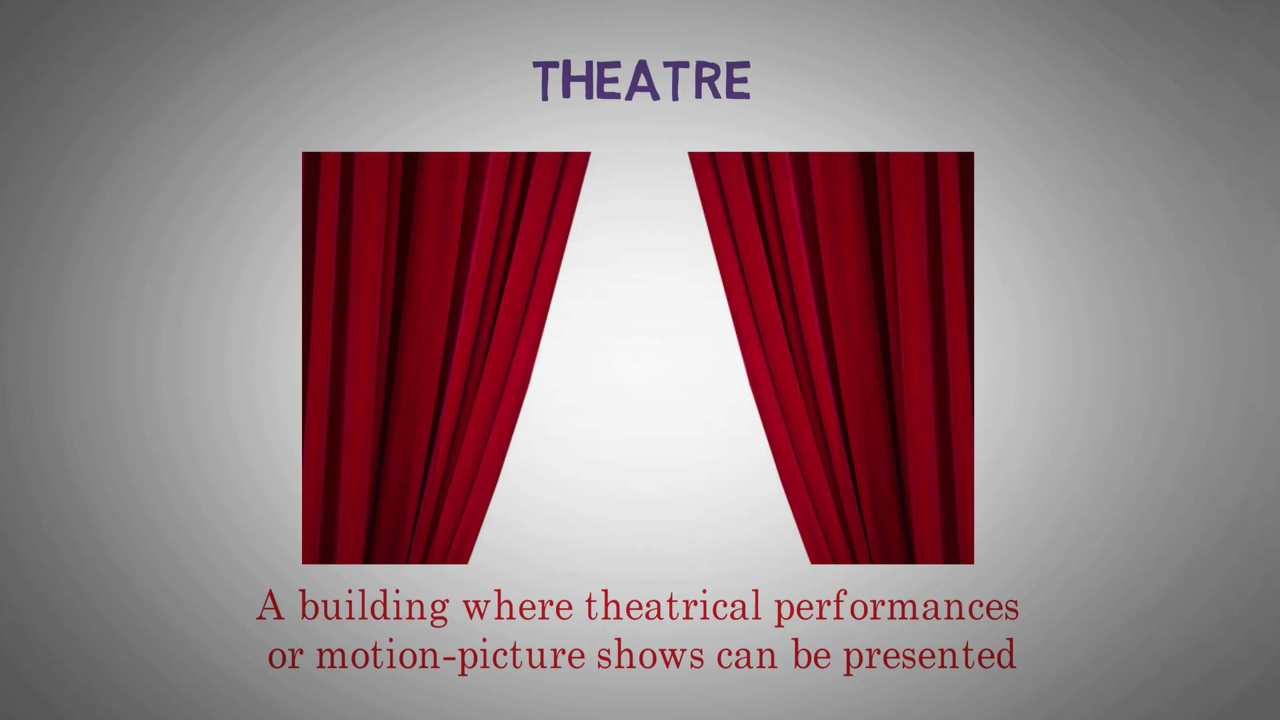 THEATRE
A building where theatrical performances
or motion-picture shows can be presented